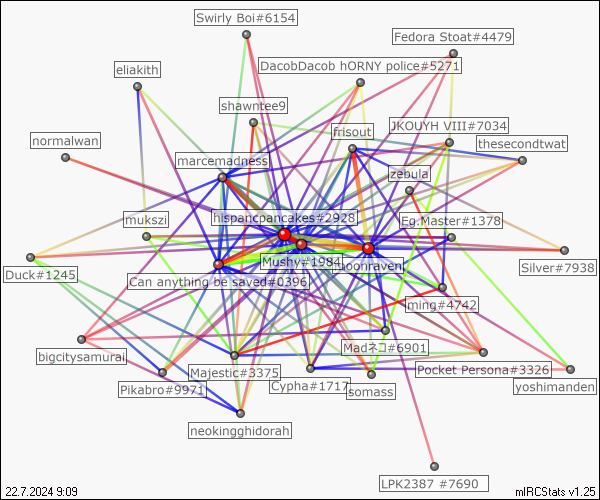 Swirly Boi#6154
Fedora Stoat#4479
DacobDacob hORNY police#5271
eliakith
shawntee9
JKOUYH VIII#7034
frisout
normalwan
thesecondtwat
marcemadness
zebula
hispancpancakes#2928
mukszi
Eg.Master#1378
Mushy#1984
moonraven
Silver#7938
Duck#1245
Can anything be saved#0396
ming#4742
Madネコ#6901
bigcitysamurai
Majestic#3375
Pocket Persona#3326
Cypha#1717
yoshimanden
Pikabro#9971
somass
neokingghidorah
LPK2387 #7690
22.7.2024 9:09
mIRCStats v1.25